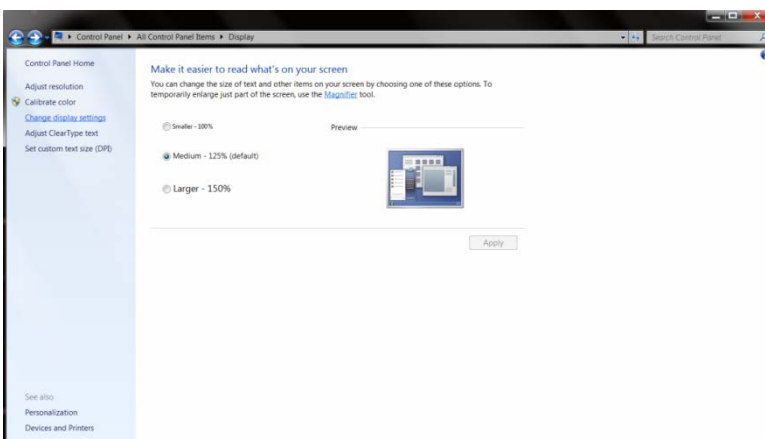 Control Panel ▸ All Control Panel Items ▸ Display
Search Control Panel
Control Panel Home
Adjust resolution
Calibrate color
Change display settings
Adjust ClearType text
Set custom text size (DPI)
Make it easier to read what's on your screen
You can change the size of text and other items on your screen by choosing one of these options. To
temporarily enlarge just part of the screen, use the Magnifier tool.
Smaller - 100%
Preview
Medium - 125% (default)
Larger - 150%
Apply
See also
Personalization
Devices and Printers